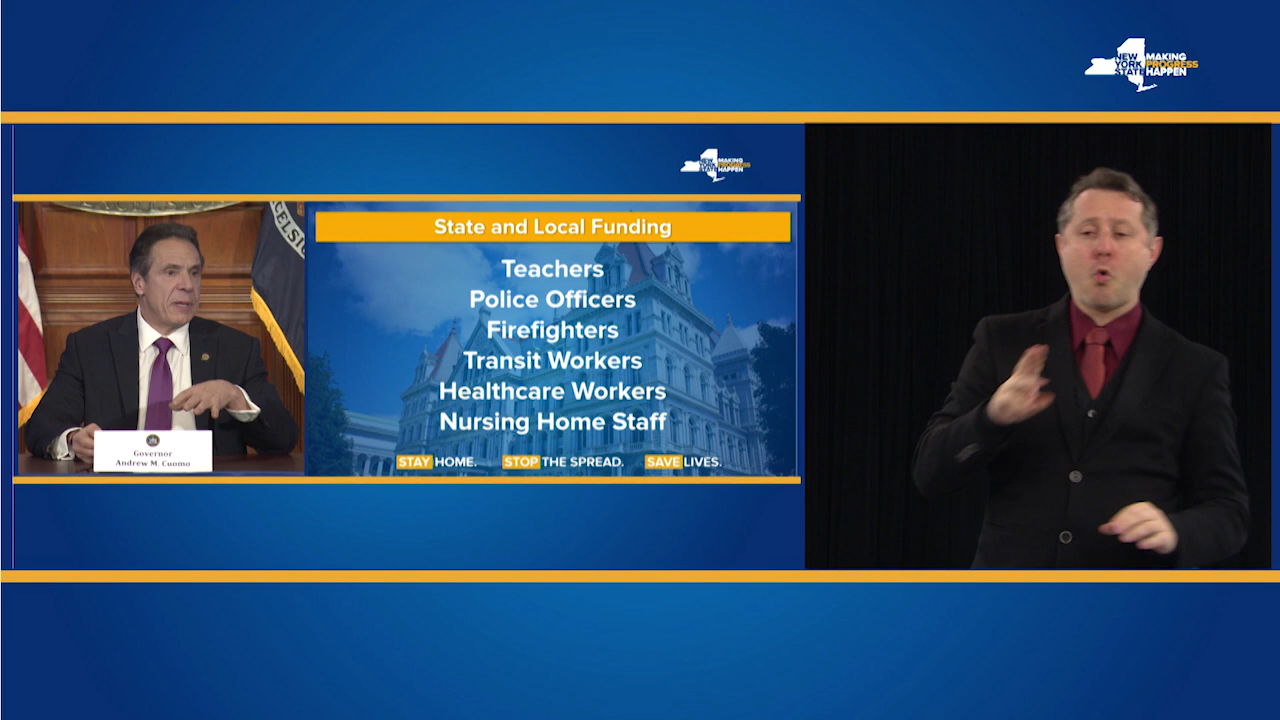 NEW YORK STATE
MAKING PROGRESS HAPPEN
NEW YORK STATE
MAKING PROGRESS HAPPEN
CELSIO
State and Local Funding
Teachers
Police Officers
Firefighters
Transit Workers
Healthcare Workers
Nursing Home Staff
STAY HOME. STOP THE SPREAD. SAVE LIVES.
Governor
Andrew M. Cuomo